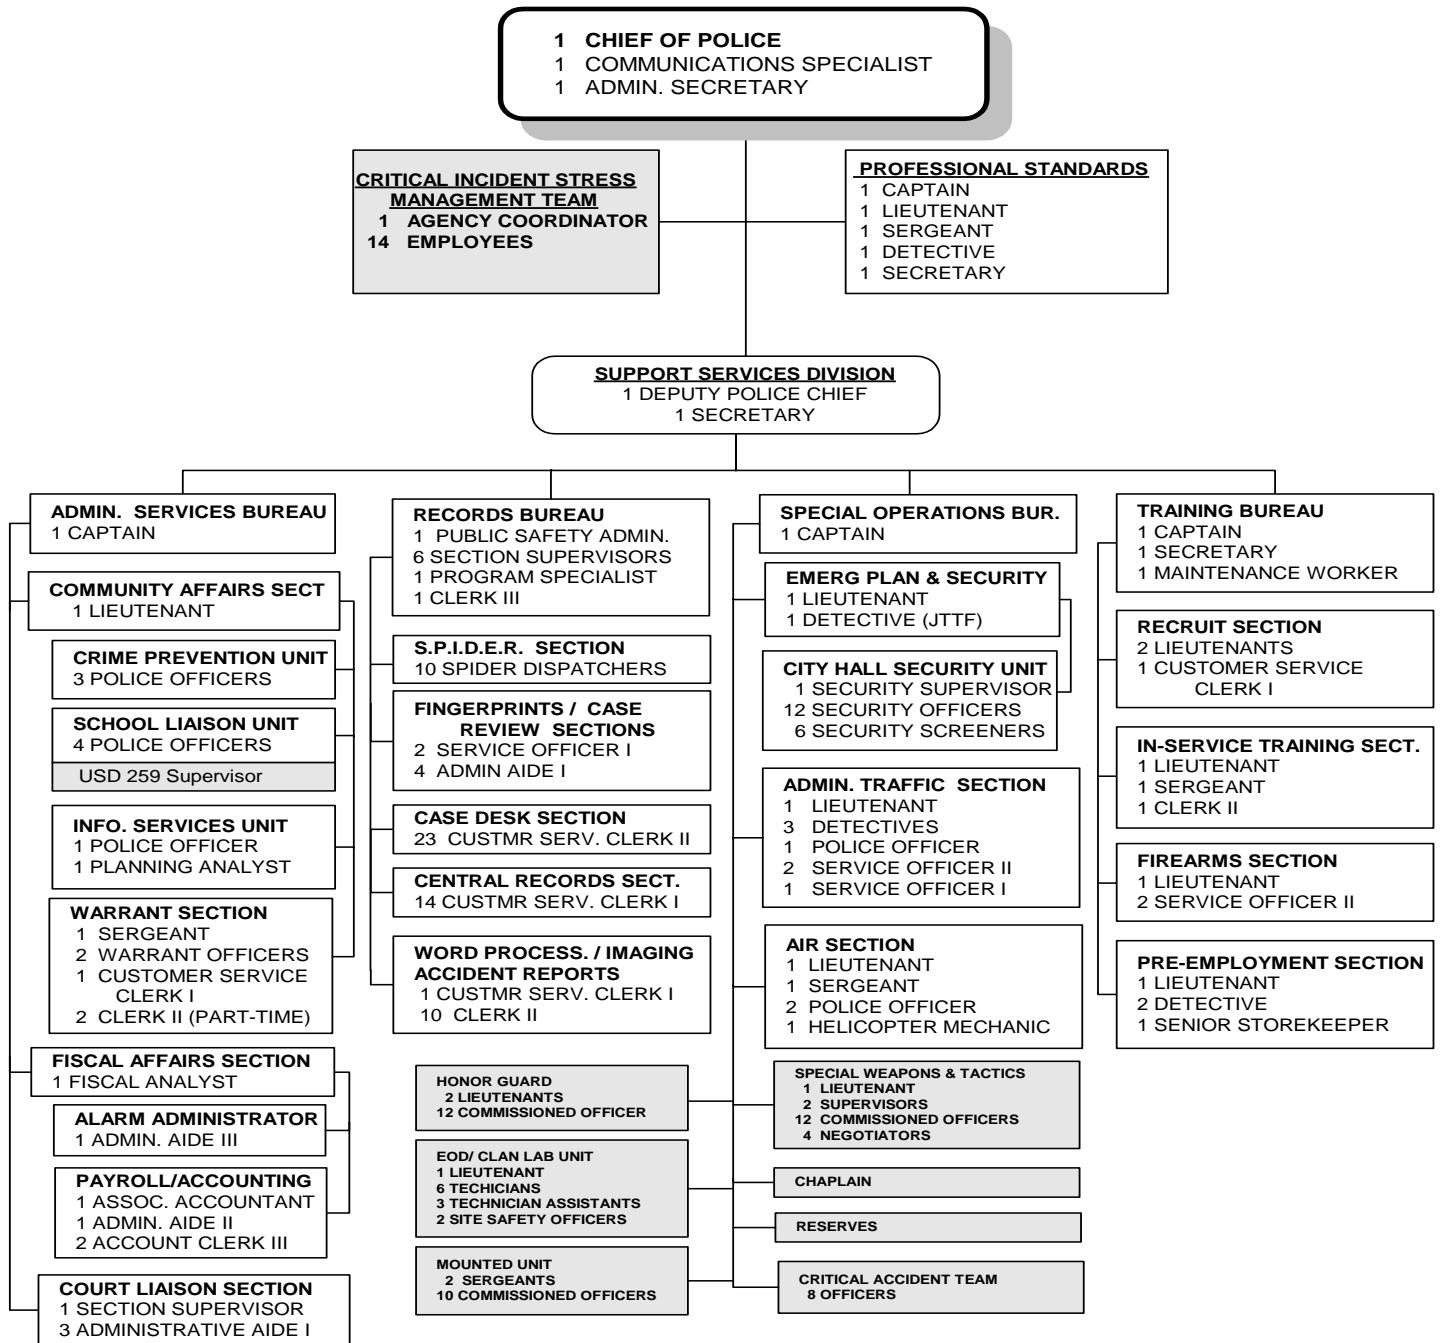 1 CHIEF OF POLICE
1 COMMUNICATIONS SPECIALIST
1 ADMIN. SECRETARY
CRITICAL INCIDENT STRESS
MANAGEMENT TEAM
1 AGENCY COORDINATOR
14 EMPLOYEES
PROFESSIONAL STANDARDS
1 CAPTAIN
1 LIEUTENANT
1 SERGEANT
1 DETECTIVE
1 SECRETARY
SUPPORT SERVICES DIVISION
1 DEPUTY POLICE CHIEF
1 SECRETARY
ADMIN. SERVICES BUREAU
1 CAPTAIN
COMMUNITY AFFAIRS SECT
1 LIEUTENANT
CRIME PREVENTION UNIT
3 POLICE OFFICERS
SCHOOL LIAISON UNIT
4 POLICE OFFICERS
USD 259 Supervisor
INFO. SERVICES UNIT
1 POLICE OFFICER
1 PLANNING ANALYST
WARRANT SECTION
1 SERGEANT
2 WARRANT OFFICERS
1 CUSTOMER SERVICE
CLERK I
2 CLERK II (PART-TIME)
FISCAL AFFAIRS SECTION
1 FISCAL ANALYST
ALARM ADMINISTRATOR
1 ADMIN. AIDE III
PAYROLL/ACCOUNTING
1 ASSOC. ACCOUNTANT
1 ADMIN. AIDE II
2 ACCOUNT CLERK III
COURT LIAISON SECTION
1 SECTION SUPERVISOR
3 ADMINISTRATIVE AIDE I
RECORDS BUREAU
1 PUBLIC SAFETY ADMIN.
6 SECTION SUPERVISORS
1 PROGRAM SPECIALIST
1 CLERK III
S.P.I.D.E.R. SECTION
10 SPIDER DISPATCHERS
FINGERPRINTS / CASE
REVIEW SECTIONS
2 SERVICE OFFICER I
4 ADMIN AIDE I
CASE DESK SECTION
23 CUSTMR SERV. CLERK II
CENTRAL RECORDS SECT.
14 CUSTMR SERV. CLERK I
WORD PROCESS. / IMAGING
ACCIDENT REPORTS
1 CUSTMR SERV. CLERK I
10 CLERK II
SPECIAL OPERATIONS BUR.
1 CAPTAIN
EMERG PLAN & SECURITY
1 LIEUTENANT
1 DETECTIVE (JTTF)
CITY HALL SECURITY UNIT
1 SECURITY SUPERVISOR
12 SECURITY OFFICERS
6 SECURITY SCREENERS
ADMIN. TRAFFIC SECTION
1 LIEUTENANT
3 DETECTIVES
1 POLICE OFFICER
2 SERVICE OFFICER II
1 SERVICE OFFICER I
AIR SECTION
1 LIEUTENANT
1 SERGEANT
2 POLICE OFFICER
1 HELICOPTER MECHANIC
HONOR GUARD
2 LIEUTENANTS
12 COMMISSIONED OFFICER
EOD/ CLAN LAB UNIT
1 LIEUTENANT
6 TECHICIANS
3 TECHNICIAN ASSISTANTS
2 SITE SAFETY OFFICERS
MOUNTED UNIT
2 SERGEANTS
10 COMMISSIONED OFFICERS
SPECIAL WEAPONS & TACTICS
1 LIEUTENANT
2 SUPERVISORS
12 COMMISSIONED OFFICERS
4 NEGOTIATORS
CHAPLAIN
RESERVES
CRITICAL ACCIDENT TEAM
8 OFFICERS
TRAINING BUREAU
1 CAPTAIN
1 SECRETARY
1 MAINTENANCE WORKER
RECRUIT SECTION
2 LIEUTENANTS
1 CUSTOMER SERVICE
CLERK I
IN-SERVICE TRAINING SECT.
1 LIEUTENANT
1 SERGEANT
1 CLERK II
FIREARMS SECTION
1 LIEUTENANT
2 SERVICE OFFICER II
PRE-EMPLOYMENT SECTION
1 LIEUTENANT
2 DETECTIVE
1 SENIOR STOREKEEPER